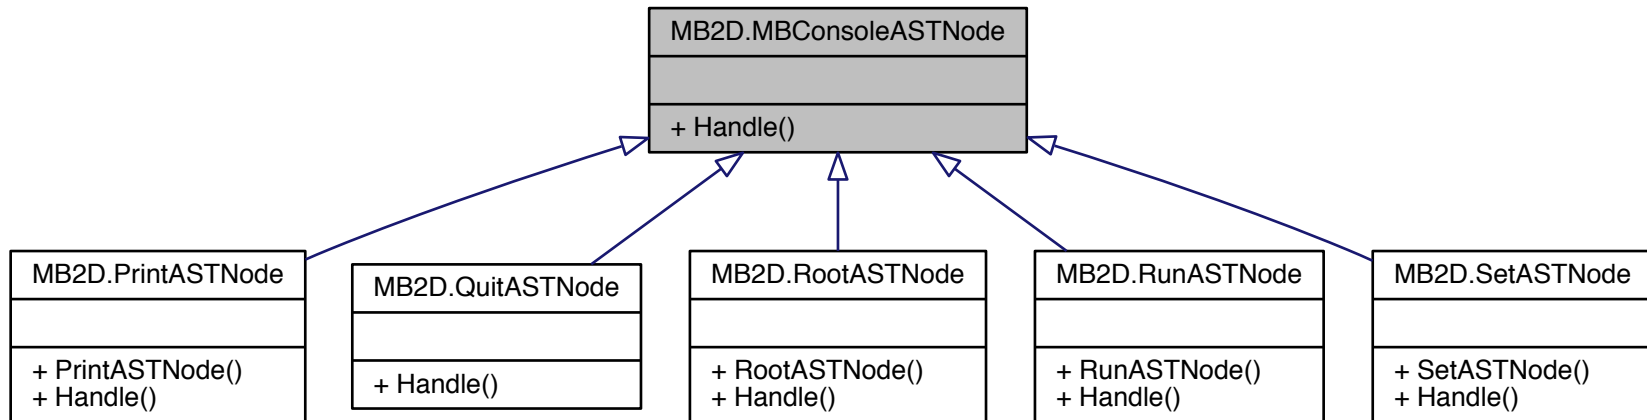 MB2D.MBConsoleASTNode
+ Handle()
MB2D.PrintASTNode
+ PrintASTNode()
+ Handle()
MB2D.QuitASTNode
+ Handle()
MB2D.RootASTNode
+ RootASTNode()
+ Handle()
MB2D.RunASTNode
+ RunASTNode()
+ Handle()
MB2D.SetASTNode
+ SetASTNode()
+ Handle()